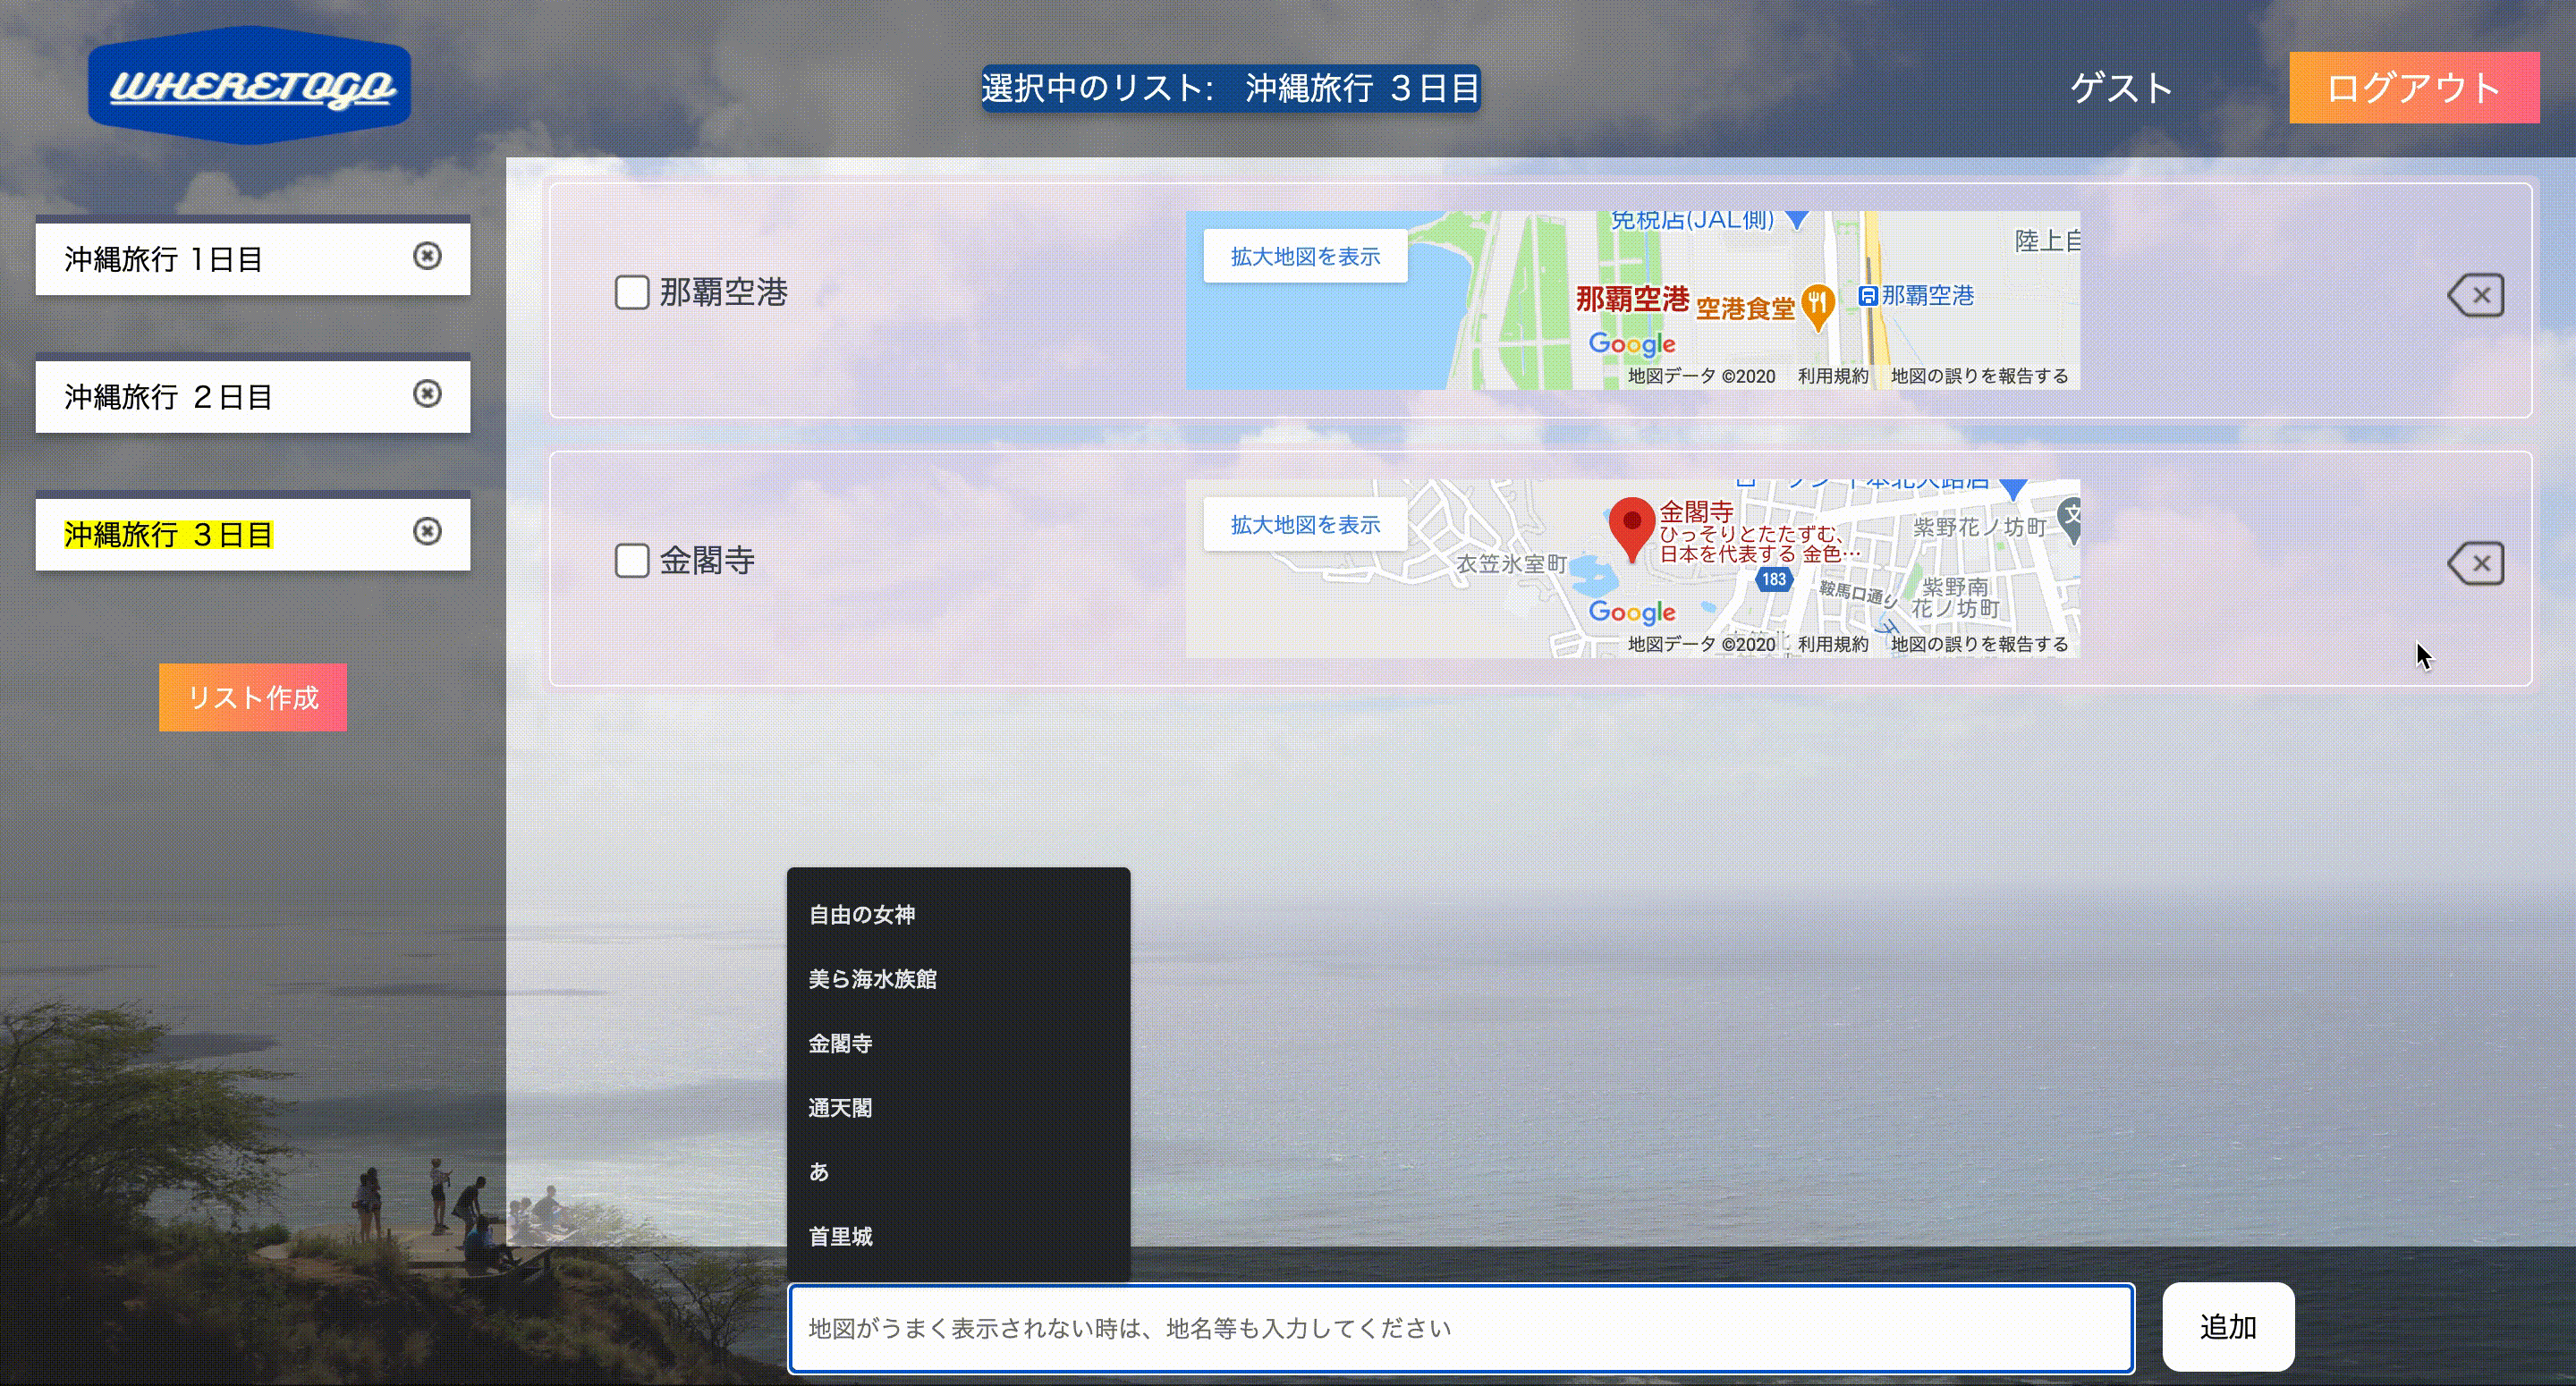 WHERETOGO
選択中のリスト: 沖縄旅行 ３日目
ゲスト
ログアウト
沖縄旅行 1日目
沖縄旅行 ２日目
沖縄旅行 ３日目
リスト作成
那覇空港
拡大地図を表示
免税店(JAL側)
陸上自
那覇空港
空港食堂
那覇空港
Google
地図データ ©2020 利用規約 地図の誤りを報告する
金閣寺
拡大地図を表示
金閣寺
ひっそりとたたずむ、
日本を代表する 金色…
衣笠氷室町
紫野花ノ坊町
文
183
鞍馬口通り
紫野南
花ノ坊町
Google
地図データ ©2020 利用規約 地図の誤りを報告する
自由の女神
美ら海水族館
金閣寺
通天閣
あ
首里城
地図がうまく表示されない時は、地名等も入力してください
追加